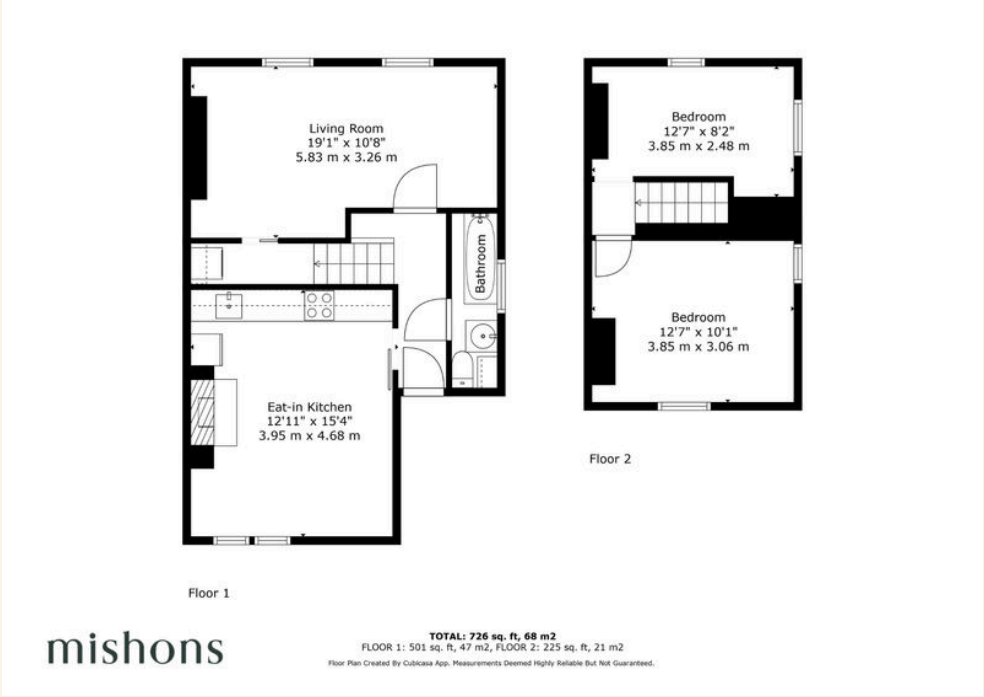 Living Room
19'1" x 10'8"
5.83 m x 3.26 m
Bathroom
Eat-in Kitchen
12'11" x 15'4"
3.95 m x 4.68 m
Floor 1
Bedroom
12'7" x 8'2"
3.85 m x 2.48 m
Bedroom
12'7" x 10'1"
3.85 m x 3.06 m
Floor 2
mishons
TOTAL: 726 sq. ft, 68 m2
FLOOR 1: 501 sq. ft, 47 m2, FLOOR 2: 225 sq. ft, 21 m2
Floor Plan Created By Cubicasa App. Measurements Deemed Highly Reliable But Not Guaranteed.